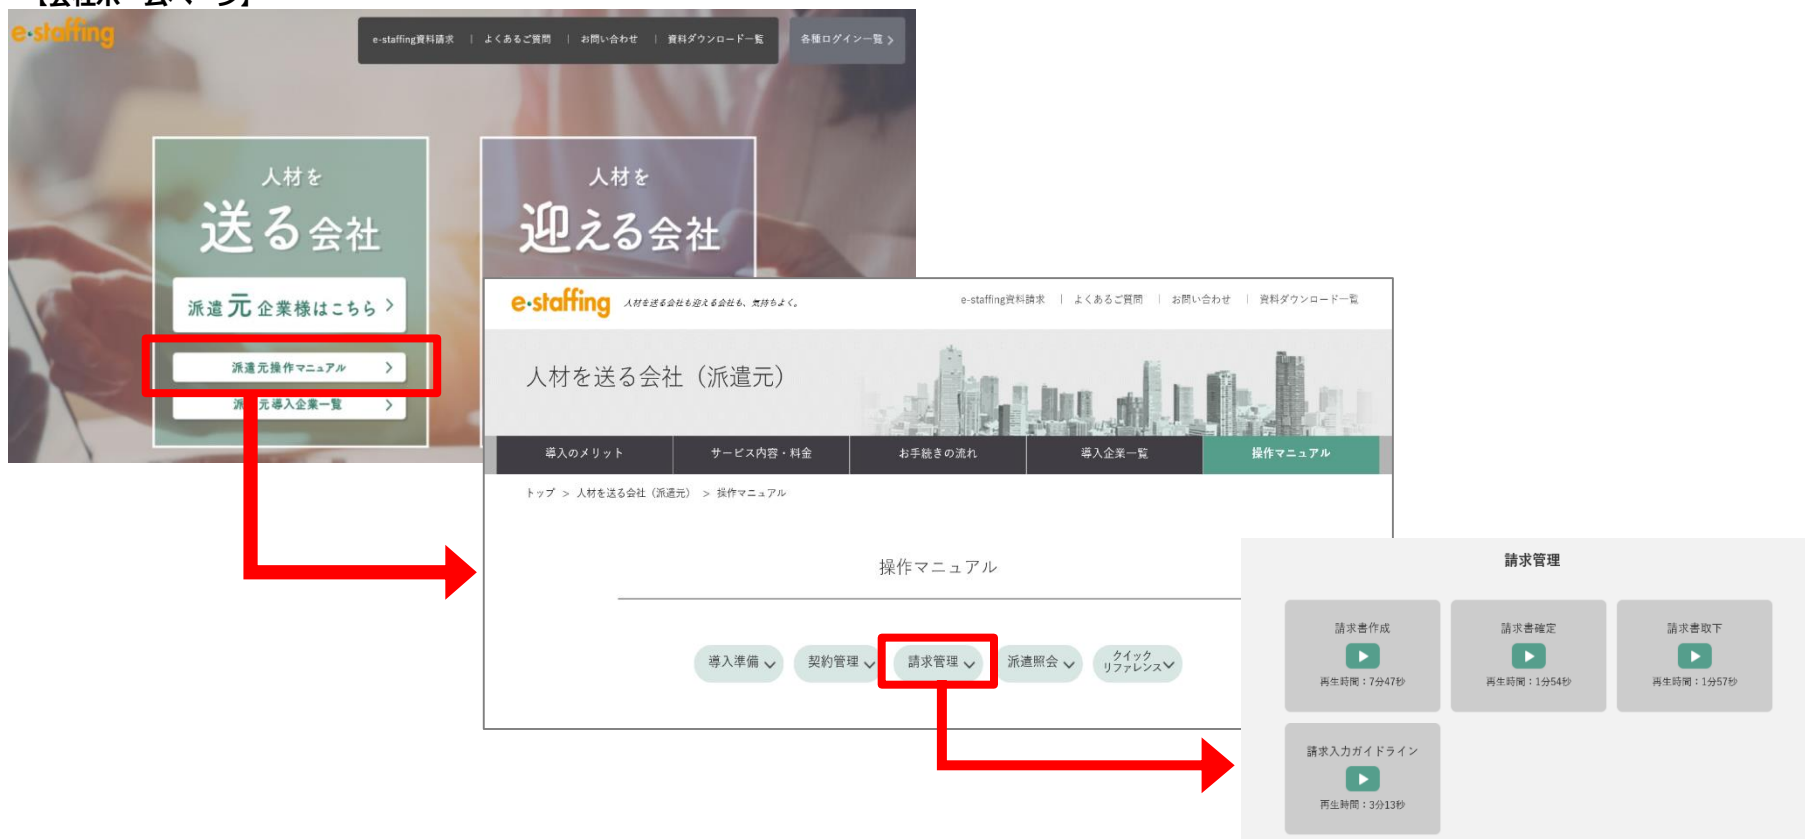 【会社ホームページ】
e-staffing
e-staffing資料請求 | よくあるご質問 | お問い合わせ | 資料ダウンロード一覧
各種ログイン一覧 >
人材を
送る会社
派遣元企業様はこちら >
派遣元操作マニュアル >
派遣元導入企業一覧 >
人材を
迎える会社
e-staffing 人材を送る会社も迎える会社も、気持ちよく。
e-staffing資料請求 | よくあるご質問 | お問い合わせ | 資料ダウンロード一覧
人材を送る会社（派遣元）
導入のメリット
サービス内容・料金
お手続きの流れ
導入企業一覧
操作マニュアル
トップ > 人材を送る会社（派遣元） > 操作マニュアル
操作マニュアル
導入準備
契約管理
請求管理
派遣照会
クイック
リファレンス
請求管理
請求書作成
再生時間：7分47秒
請求書確定
再生時間：1分54秒
請求書取下
再生時間：1分57秒
請求入力ガイドライン
再生時間：3分13秒